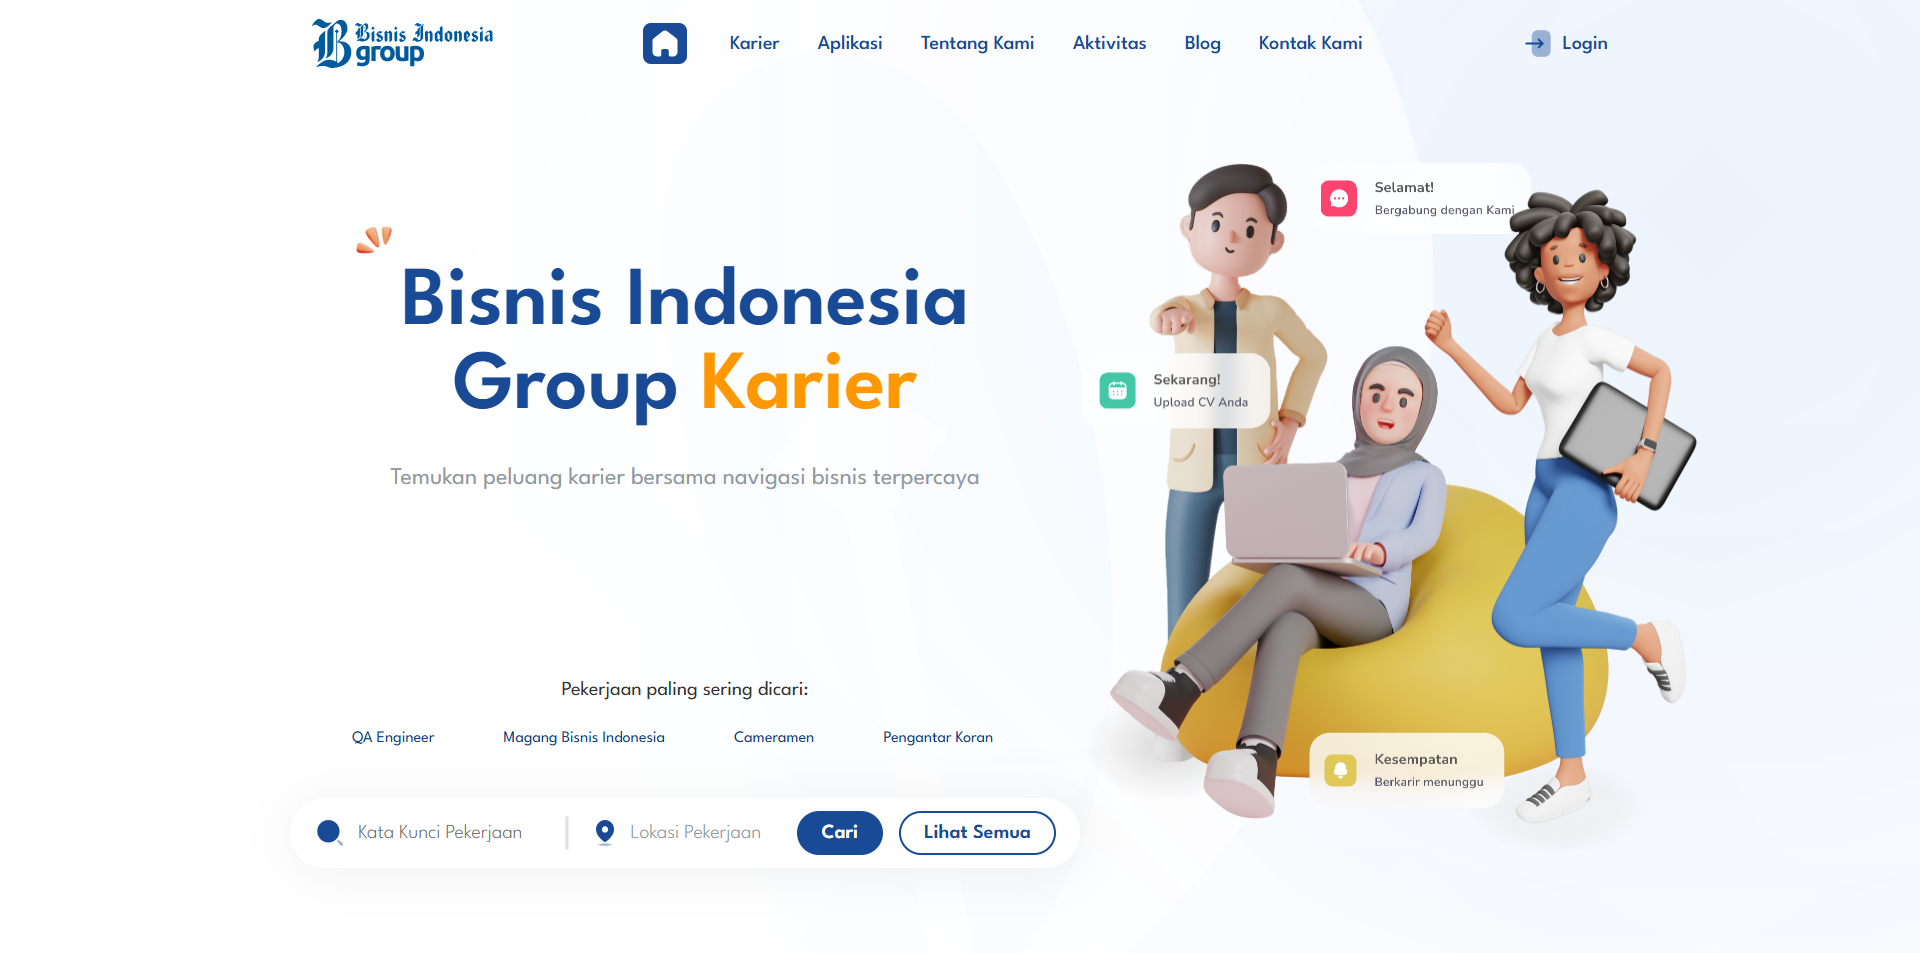 Bisnis Indonesia
group
Karier
Aplikasi
Tentang Kami
Aktivitas
Blog
Kontak Kami
Login
Bisnis Indonesia
Group Karier
Temukan peluang karier bersama navigasi bisnis terpercaya
Selamat!
Bergabung dengan Kami
Sekarang!
Upload CV Anda
Pekerjaan paling sering dicari:
QA Engineer
Magang Bisnis Indonesia
Cameramen
Pengantar Koran
Kesempatan
Berkarir menunggu
Kata Kunci Pekerjaan
Lokasi Pekerjaan
Cari
Lihat Semua